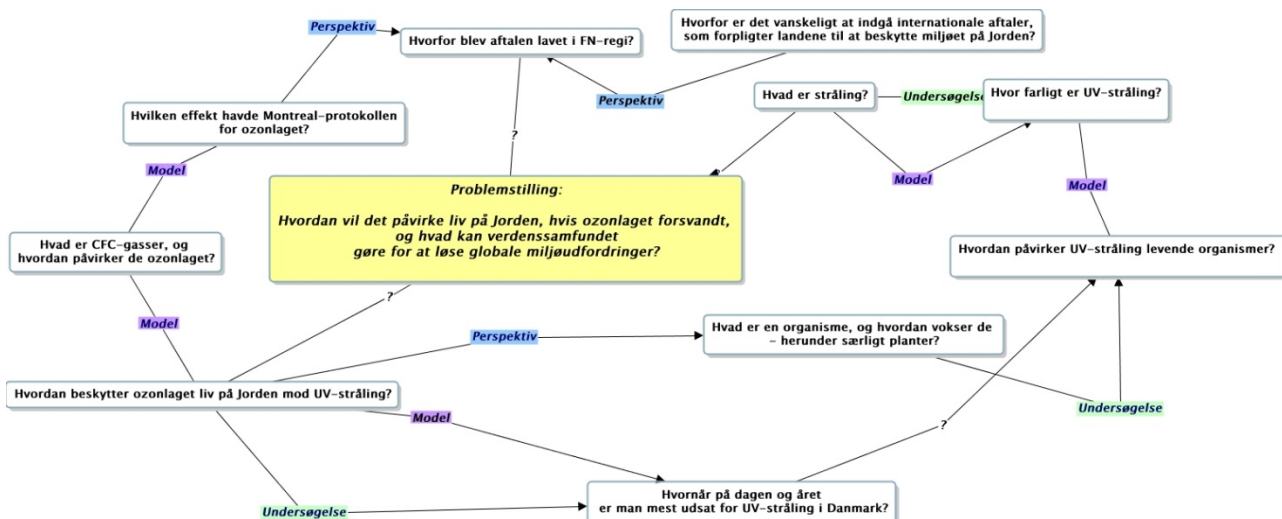 Perspektiv
Hvorfor blev aftalen lavet i FN-regi?
Hvorfor er det vanskeligt at indgå internationale aftaler,
som forpligter landene til at beskytte miljøet på Jorden?
Perspektiv
Hvad er stråling?
Undersøgelse
Hvor farligt er UV-stråling?
Hvilken effekt havde Montreal-protokollen
for ozonlaget?
?
Model
?
Model
Model
Problemstilling:
Hvordan vil det påvirke liv på Jorden, hvis ozonlaget forsvandt,
og hvad kan verdenssamfundet
gøre for at løse globale miljøudfordringer?
Hvad er CFC-gasser, og
hvordan påvirker de ozonlaget?
Hvordan påvirker UV-stråling levende organismer?
?
Model
Perspektiv
Hvad er en organisme, og hvordan vokser de
- herunder særligt planter?
Hvordan beskytter ozonlaget liv på Jorden mod UV-stråling?
Model
?
Undersøgelse
Undersøgelse
Hvornår på dagen og året
er man mest udsat for UV-stråling i Danmark?